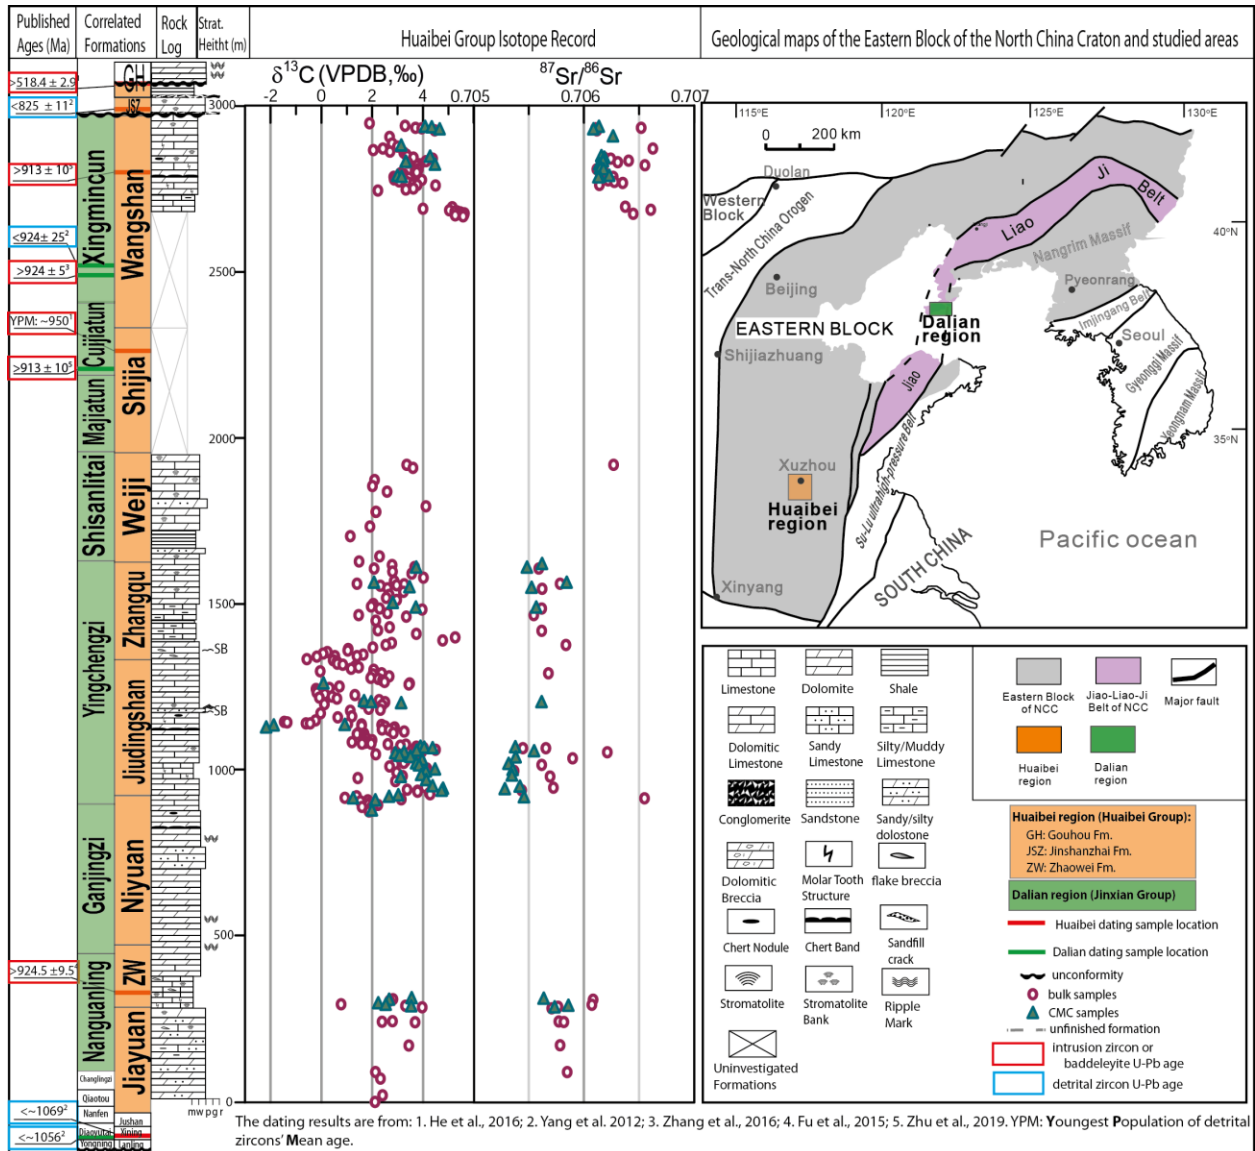 Published Ages (Ma)
Correlated Formations
Rock Log
Strat. Heitht (m)
Huaibei Group Isotope Record
Geological maps of the Eastern Block of the North China Craton and studied areas
δ¹³C (VPDB,‰)
⁸⁷Sr/⁸⁶Sr
-2
0
2
4
0.705
0.706
0.707
3000
2500
2000
1500
1000
500
0
>518.4 ± 2.9
<825 ± 11²
>913 ± 10⁵
<924± 25²
>924 ± 5³
YPM: ~950¹
>913 ± 10⁵
>924.5 ±9.5⁴
<~1069²
<~1056²
Xingmincun
Cuijiatun
Majiatun
Shisanlitai
Yingchengzi
Ganjingzi
Nanguanling
Changlingzi
Qiaotou
Nanfen
Diaoyutai
Yongning
GH
JSZ
Wangshan
Shijia
Weiji
Zhangqu
Jiudingshan
Niyuan
ZW
Jiayuan
Jushan
Yining
Lanling
SB
SB
m w p g r
115°E
120°E
125°E
130°E
40°N
35°N
0 200 km
Duolan
Western Block
Trans-North China Orogen
Beijing
EASTERN BLOCK
Shijiazhuang
Dalian region
Jiao
Liao
Ji
Belt
Nangrim Massif
Pyeonrang
Imjingang Belt
Seoul
Gyeonggi Massif
Yeongnam Massif
Xuzhou
Huaibei region
Su-Lu ultrahigh-pressure Belt
Xinyang
SOUTH CHINA
Pacific ocean
Limestone
Dolomite
Shale
Dolomitic Limestone
Sandy Limestone
Silty/Muddy Limestone
Conglomerite
Sandstone
Sandy/silty dolostone
Dolomitic Breccia
Molar Tooth Structure
flake breccia
Chert Nodule
Chert Band
Sandfill crack
Stromatolite
Stromatolite Bank
Ripple Mark
Uninvestigated Formations
Eastern Block of NCC
Jiao-Liao-Ji Belt of NCC
Major fault
Huaibei region
Dalian region
Huaibei region (Huaibei Group):
GH: Gouhou Fm.
JSZ: Jinshanzhai Fm.
ZW: Zhaowei Fm.
Dalian region (Jinxian Group)
Huaibei dating sample location
Dalian dating sample location
unconformity
bulk samples
CMC samples
unfinished formation
intrusion zircon or baddeleyite U-Pb age
detrital zircon U-Pb age
The dating results are from: 1. He et al., 2016; 2. Yang et al. 2012; 3. Zhang et al., 2016; 4. Fu et al., 2015; 5. Zhu et al., 2019. YPM: Youngest Population of detrital
zircons' Mean age.